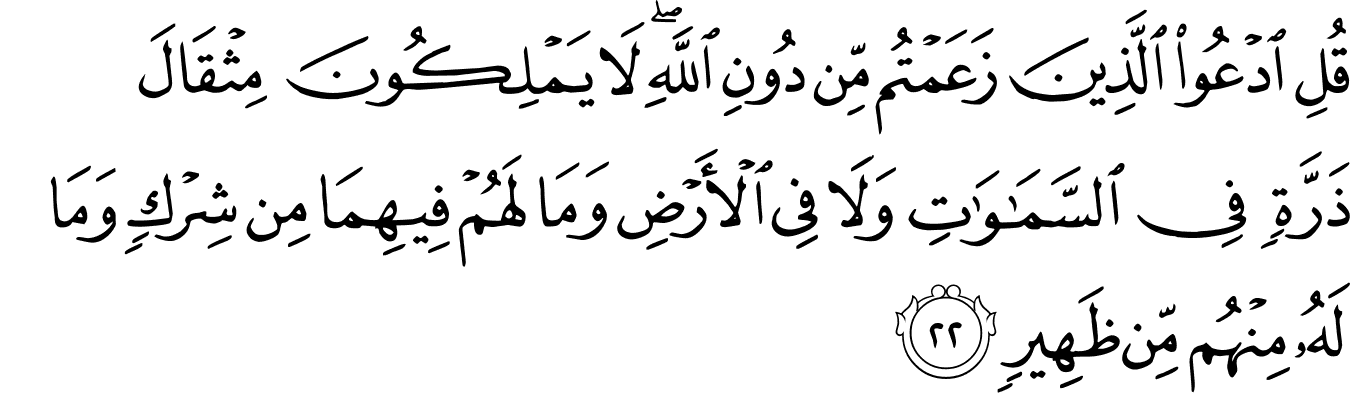 قُلِ ٱدْعُوا۟ ٱلَّذِينَ زَعَمْتُم مِّن دُونِ ٱللَّهِ ۖ لَا يَمْلِكُونَ مِثْقَالَ
ذَرَّةٍ فِى ٱلسَّمَـٰوَٰتِ وَلَا فِى ٱلْأَرْضِ وَمَا لَهُمْ فِيهِمَا مِن شِرْكٍ وَمَا
لَهُۥ مِنْهُم مِّن ظَهِيرٍ ٢٢